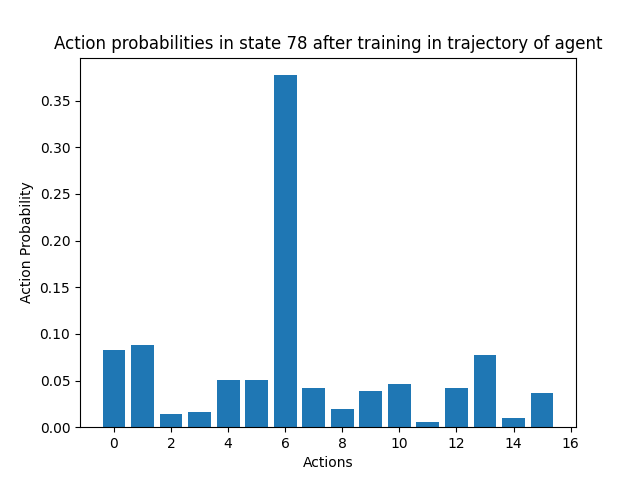 Action probabilities in state 78 after training in trajectory of agent
0.35
0.30
0.25
0.20
0.15
0.10
0.05
0.00
Action Probability
0 2 4 6 8 10 12 14 16
Actions